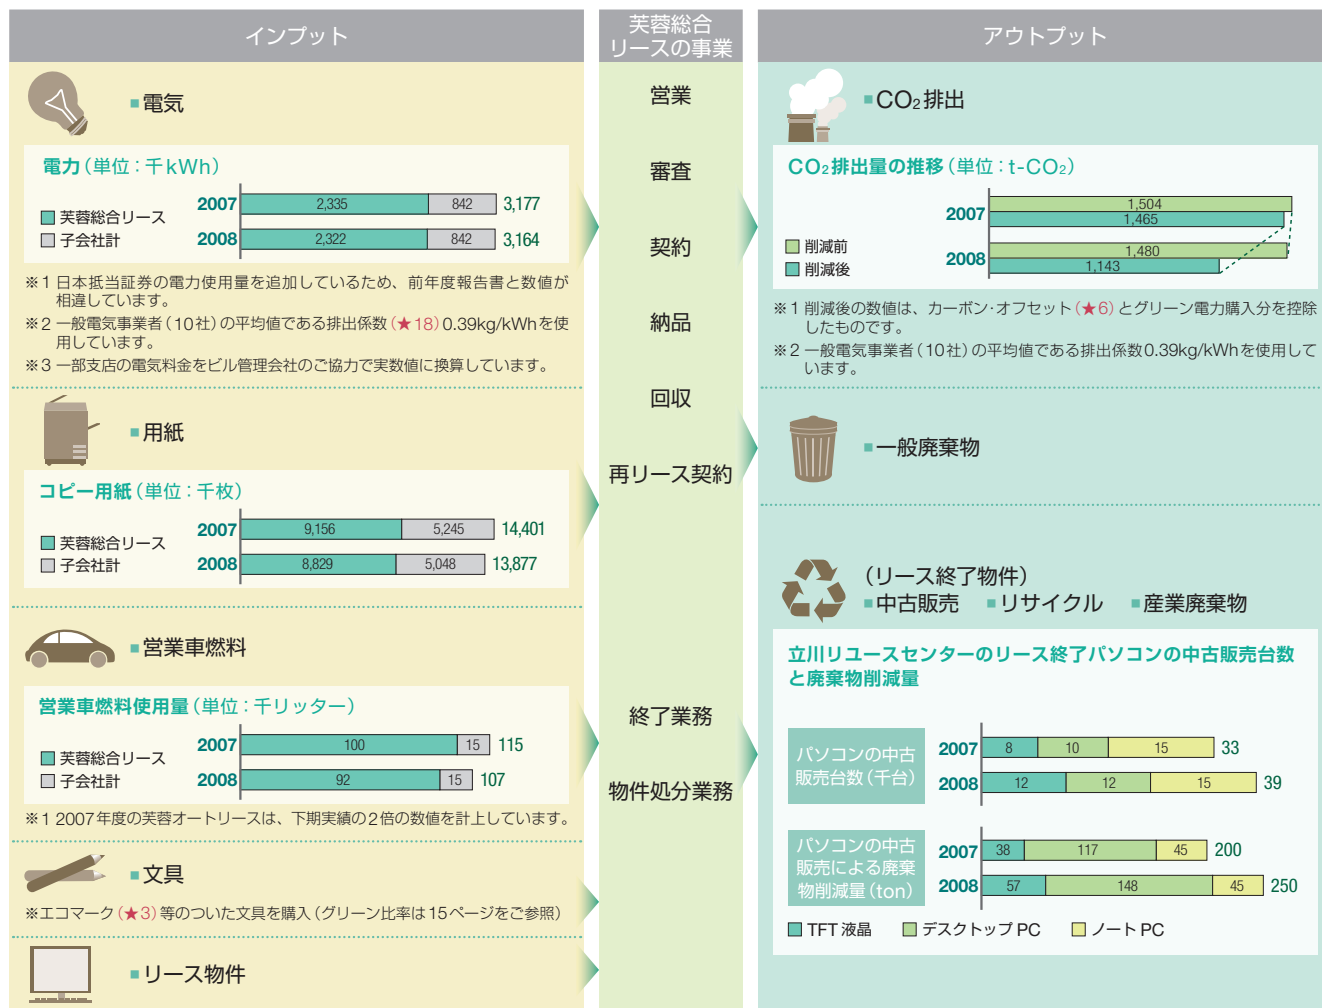 インプット
■電気
電力（単位：千kWh）
芙蓉総合リース
子会社計
2007 2,335 842 3,177
2008 2,322 842 3,164
※1 日本抵当証券の電力使用量を追加しているため、前年度報告書と数値が
相違しています。
※2 一般電気事業者（10社）の平均値である排出係数（★18）0.39kg/kWhを使
用しています。
※3 一部支店の電気料金をビル管理会社のご協力で実数値に換算しています。
■用紙
コピー用紙（単位：千枚）
芙蓉総合リース
子会社計
2007 9,156 5,245 14,401
2008 8,829 5,048 13,877
■営業車燃料
営業車燃料使用量（単位：千リッター）
芙蓉総合リース
子会社計
2007 100 15 115
2008 92 15 107
※1 2007年度の芙蓉オートリースは、下期実績の2倍の数値を計上しています。
■文具
※エコマーク（★3）等のついた文具を購入（グリーン比率は15ページをご参照）
■リース物件
芙蓉総合
リースの事業
営業
審査
契約
納品
回収
再リース契約
終了業務
物件処分業務
アウトプット
■CO₂排出
CO₂排出量の推移（単位：t-CO₂）
削減前
削減後
2007 1,504
1,465
2008 1,480
1,143
※1 削減後の数値は、カーボン・オフセット（★6）とグリーン電力購入分を控除
したものです。
※2 一般電気事業者（10社）の平均値である排出係数0.39kg/kWhを使用して
います。
■一般廃棄物
（リース終了物件）
■中古販売 ■リサイクル ■産業廃棄物
立川リユースセンターのリース終了パソコンの中古販売台数
と廃棄物削減量
パソコンの中古
販売台数（千台）
2007 8 10 15 33
2008 12 12 15 39
パソコンの中古
販売による廃棄
物削減量（ton）
2007 38 117 45 200
2008 57 148 45 250
TFT 液晶 デスクトップ PC ノート PC